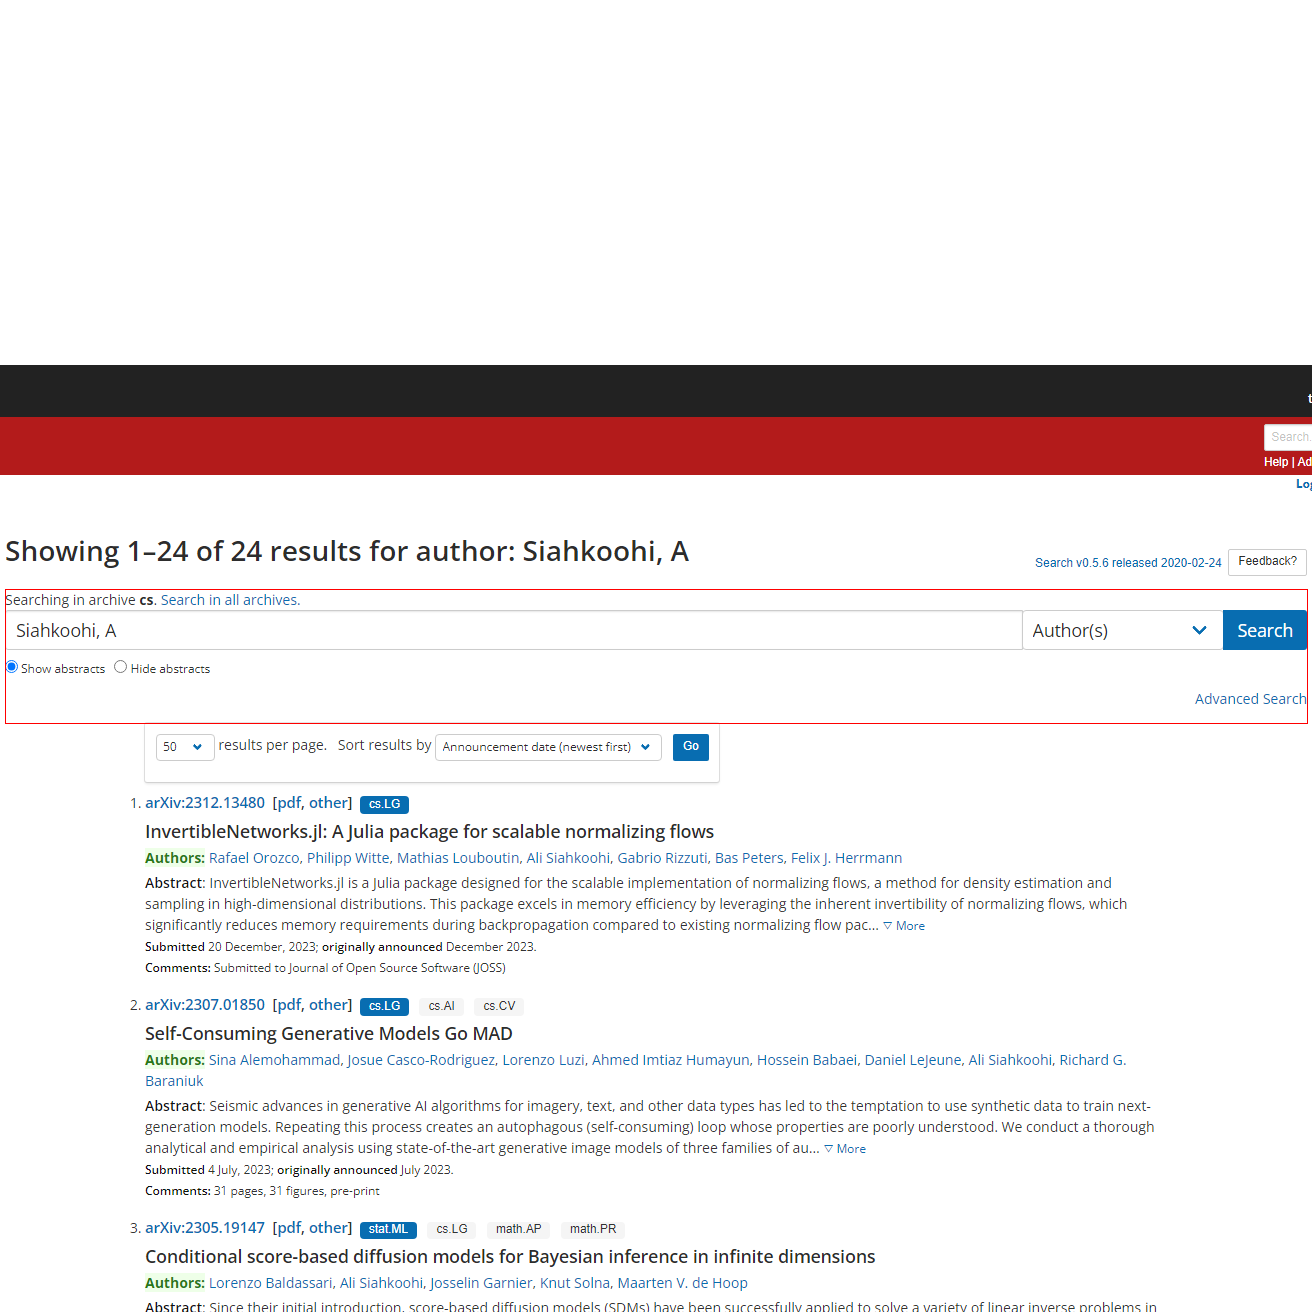 Search.
Help | Ad
Showing 1–24 of 24 results for author: Siahkoohi, A
Search v0.5.6 released 2020-02-24 Feedback?
Searching in archive cs. Search in all archives.
Siahkoohi, A Author(s) Search
Show abstracts Hide abstracts
Advanced Search
50 results per page. Sort results by Announcement date (newest first) Go
1. arXiv:2312.13480 [pdf, other] cs.LG
InvertibleNetworks.jl: A Julia package for scalable normalizing flows
Authors: Rafael Orozco, Philipp Witte, Mathias Louboutin, Ali Siahkoohi, Gabrio Rizzuti, Bas Peters, Felix J. Herrmann
Abstract: InvertibleNetworks.jl is a Julia package designed for the scalable implementation of normalizing flows, a method for density estimation and
sampling in high-dimensional distributions. This package excels in memory efficiency by leveraging the inherent invertibility of normalizing flows, which
significantly reduces memory requirements during backpropagation compared to existing normalizing flow pac… ▽ More
Submitted 20 December, 2023; originally announced December 2023.
Comments: Submitted to Journal of Open Source Software (JOSS)
2. arXiv:2307.01850 [pdf, other] cs.LG cs.AI cs.CV
Self-Consuming Generative Models Go MAD
Authors: Sina Alemohammad, Josue Casco-Rodriguez, Lorenzo Luzi, Ahmed Imtiaz Humayun, Hossein Babaei, Daniel LeJeune, Ali Siahkoohi, Richard G.
Baraniuk
Abstract: Seismic advances in generative AI algorithms for imagery, text, and other data types has led to the temptation to use synthetic data to train next-
generation models. Repeating this process creates an autophagous (self-consuming) loop whose properties are poorly understood. We conduct a thorough
analytical and empirical analysis using state-of-the-art generative image models of three families of au… ▽ More
Submitted 4 July, 2023; originally announced July 2023.
Comments: 31 pages, 31 figures, pre-print
3. arXiv:2305.19147 [pdf, other] stat.ML cs.LG math.AP math.PR
Conditional score-based diffusion models for Bayesian inference in infinite dimensions
Authors: Lorenzo Baldassari, Ali Siahkoohi, Josselin Garnier, Knut Solna, Maarten V. de Hoop
Abstract: Since their initial introduction, score-based diffusion models (SDMs) have been successfully applied to solve a variety of linear inverse problems in